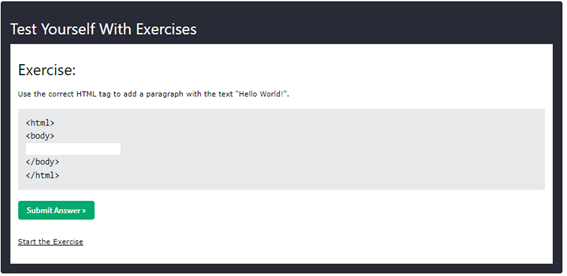 Test Yourself With Exercises
Exercise:
Use the correct HTML tag to add a paragraph with the text "Hello World!".
<html>
<body>
</body>
</html>
Submit Answer »
Start the Exercise